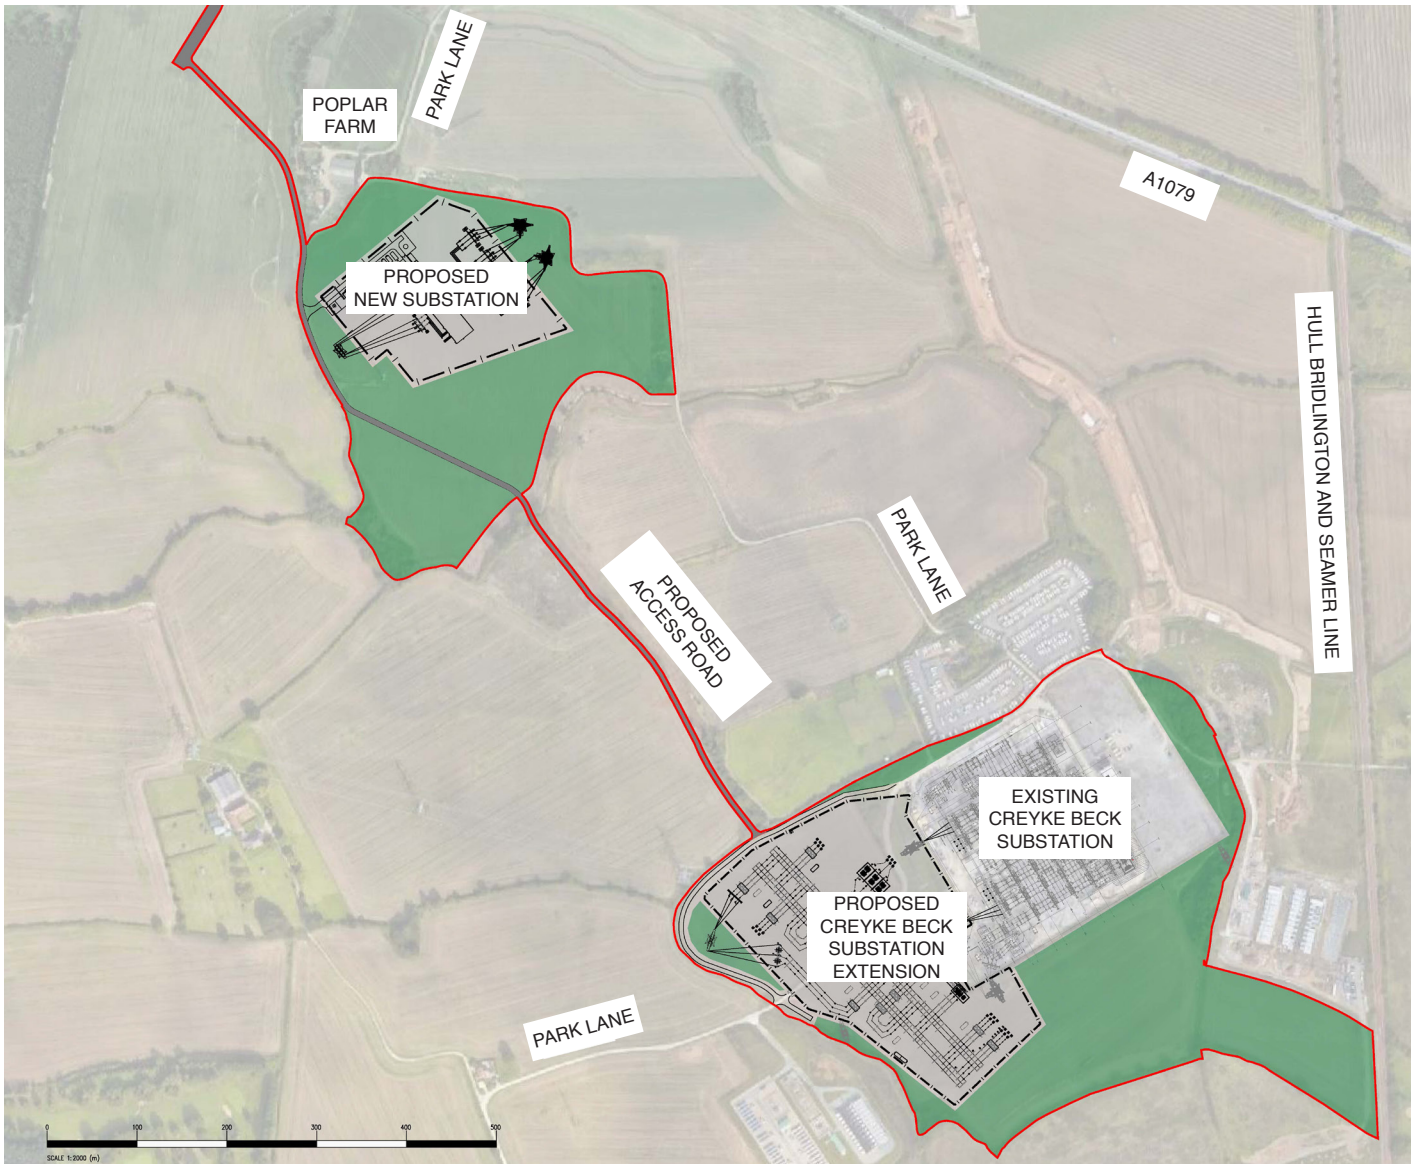 PARK LANE
POPLAR
FARM
A1079
PROPOSED
NEW SUBSTATION
HULL BRIDLINGTON AND SEAMER LINE
PARK LANE
PROPOSED
ACCESS ROAD
EXISTING
CREYKE BECK
SUBSTATION
PROPOSED
CREYKE BECK
SUBSTATION
EXTENSION
PARK LANE
0 100 200 300 400 500
SCALE 1:2000 (m)